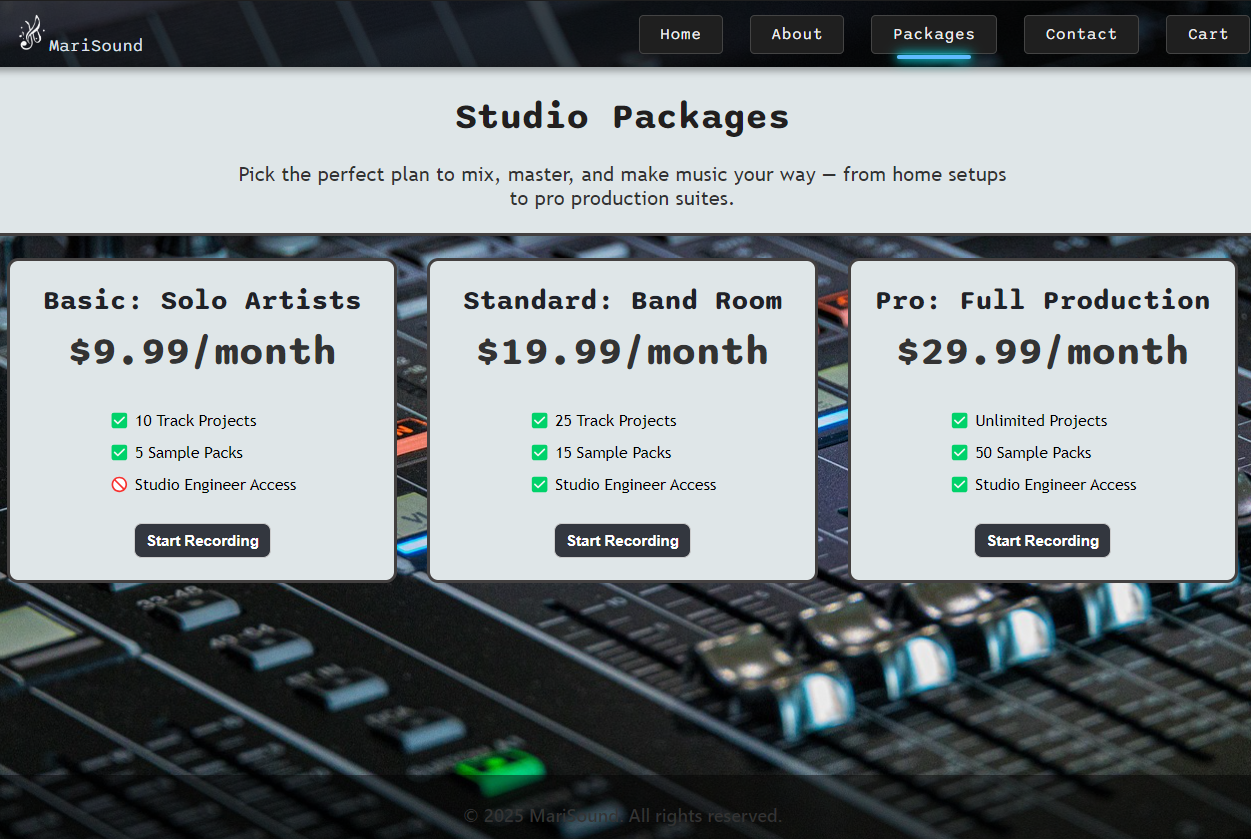 MariSound
Home
About
Packages
Contact
Cart
Studio Packages
Pick the perfect plan to mix, master, and make music your way — from home setups
to pro production suites.
Basic: Solo Artists
$9.99/month
10 Track Projects
5 Sample Packs
Studio Engineer Access
Start Recording
Standard: Band Room
$19.99/month
25 Track Projects
15 Sample Packs
Studio Engineer Access
Start Recording
Pro: Full Production
$29.99/month
Unlimited Projects
50 Sample Packs
Studio Engineer Access
Start Recording
33-48
© 2025 MariSound. All rights reserved.